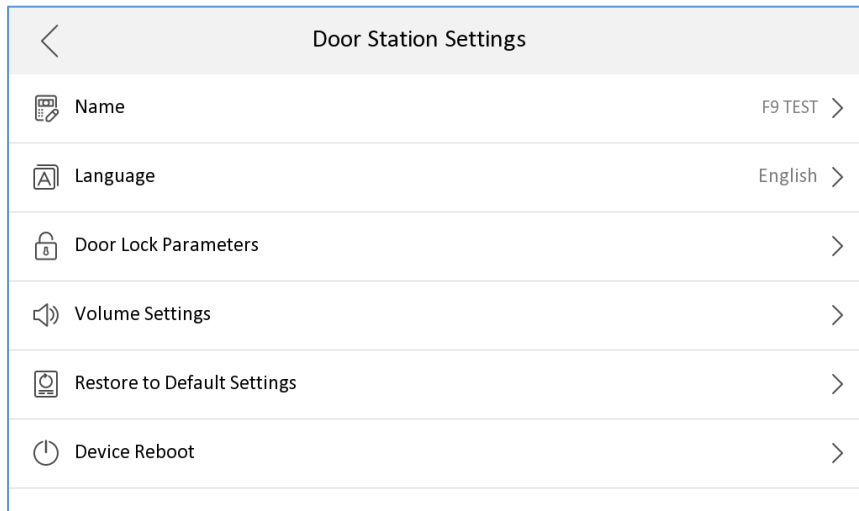 Door Station Settings
Name F9 TEST
Language English
Door Lock Parameters
Volume Settings
Restore to Default Settings
Device Reboot